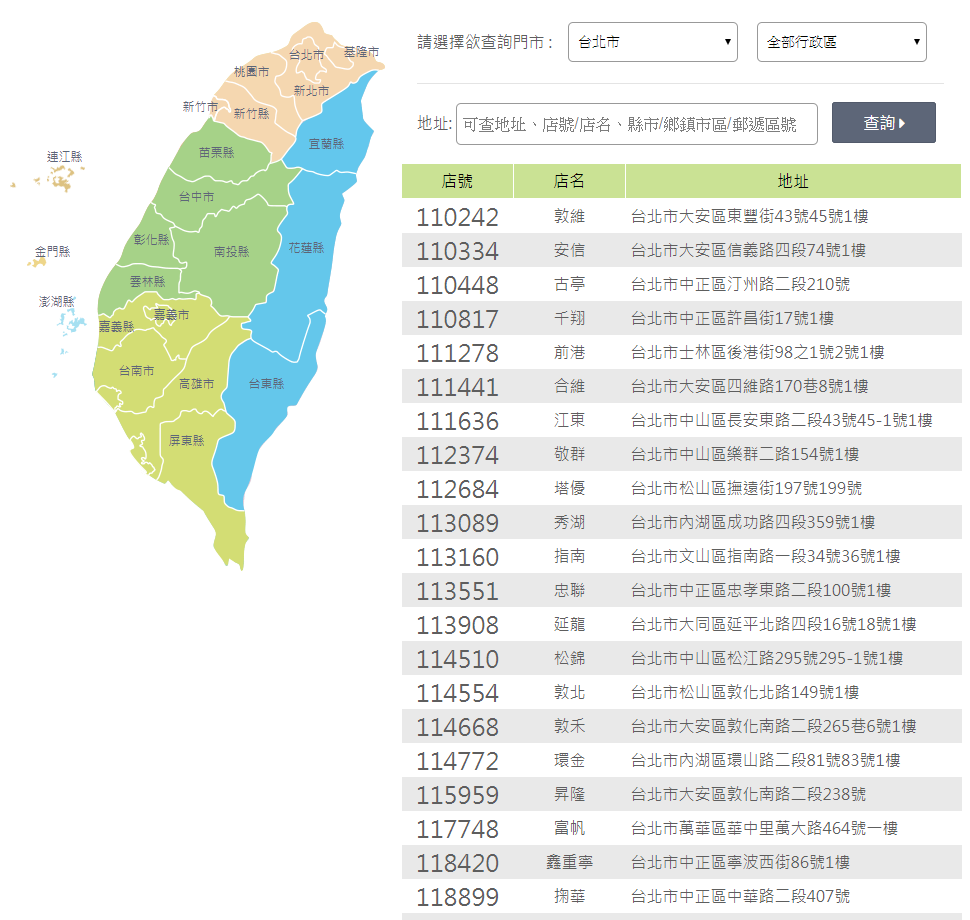 台北市
基隆市
桃園市
新北市
新竹市
新竹縣
宜蘭縣
苗栗縣
連江縣
台中市
彰化縣
南投縣
花蓮縣
金門縣
雲林縣
澎湖縣
嘉義市
嘉義縣
台南市
高雄市
台東縣
屏東縣
請選擇欲查詢門市： 台北市 全部行政區
地址: 可查地址、店號/店名、縣市/鄉鎮市區/郵遞區號 查詢
店號 店名 地址
110242 敦維 台北市大安區東豐街43號45號1樓
110334 安信 台北市大安區信義路四段74號1樓
110448 古亭 台北市中正區汀州路二段210號
110817 千翔 台北市中正區許昌街17號1樓
111278 前港 台北市士林區後港街98之1號2號1樓
111441 合維 台北市大安區四維路170巷8號1樓
111636 江東 台北市中山區長安東路二段43號45-1號1樓
112374 敬群 台北市中山區樂群二路154號1樓
112684 塔優 台北市松山區撫遠街197號199號
113089 秀湖 台北市內湖區成功路四段359號1樓
113160 指南 台北市文山區指南路一段34號36號1樓
113551 忠聯 台北市中正區忠孝東路二段100號1樓
113908 延龍 台北市大同區延平北路四段16號18號1樓
114510 松錦 台北市中山區松江路295號295-1號1樓
114554 敦北 台北市松山區敦化北路149號1樓
114668 敦禾 台北市大安區敦化南路二段265巷6號1樓
114772 環金 台北市內湖區環山路二段81號83號1樓
115959 昇隆 台北市大安區敦化南路二段238號
117748 富帆 台北市萬華區華中里萬大路464號一樓
118420 鑫重寧 台北市中正區寧波西街86號1樓
118899 掬華 台北市中正區中華路二段407號